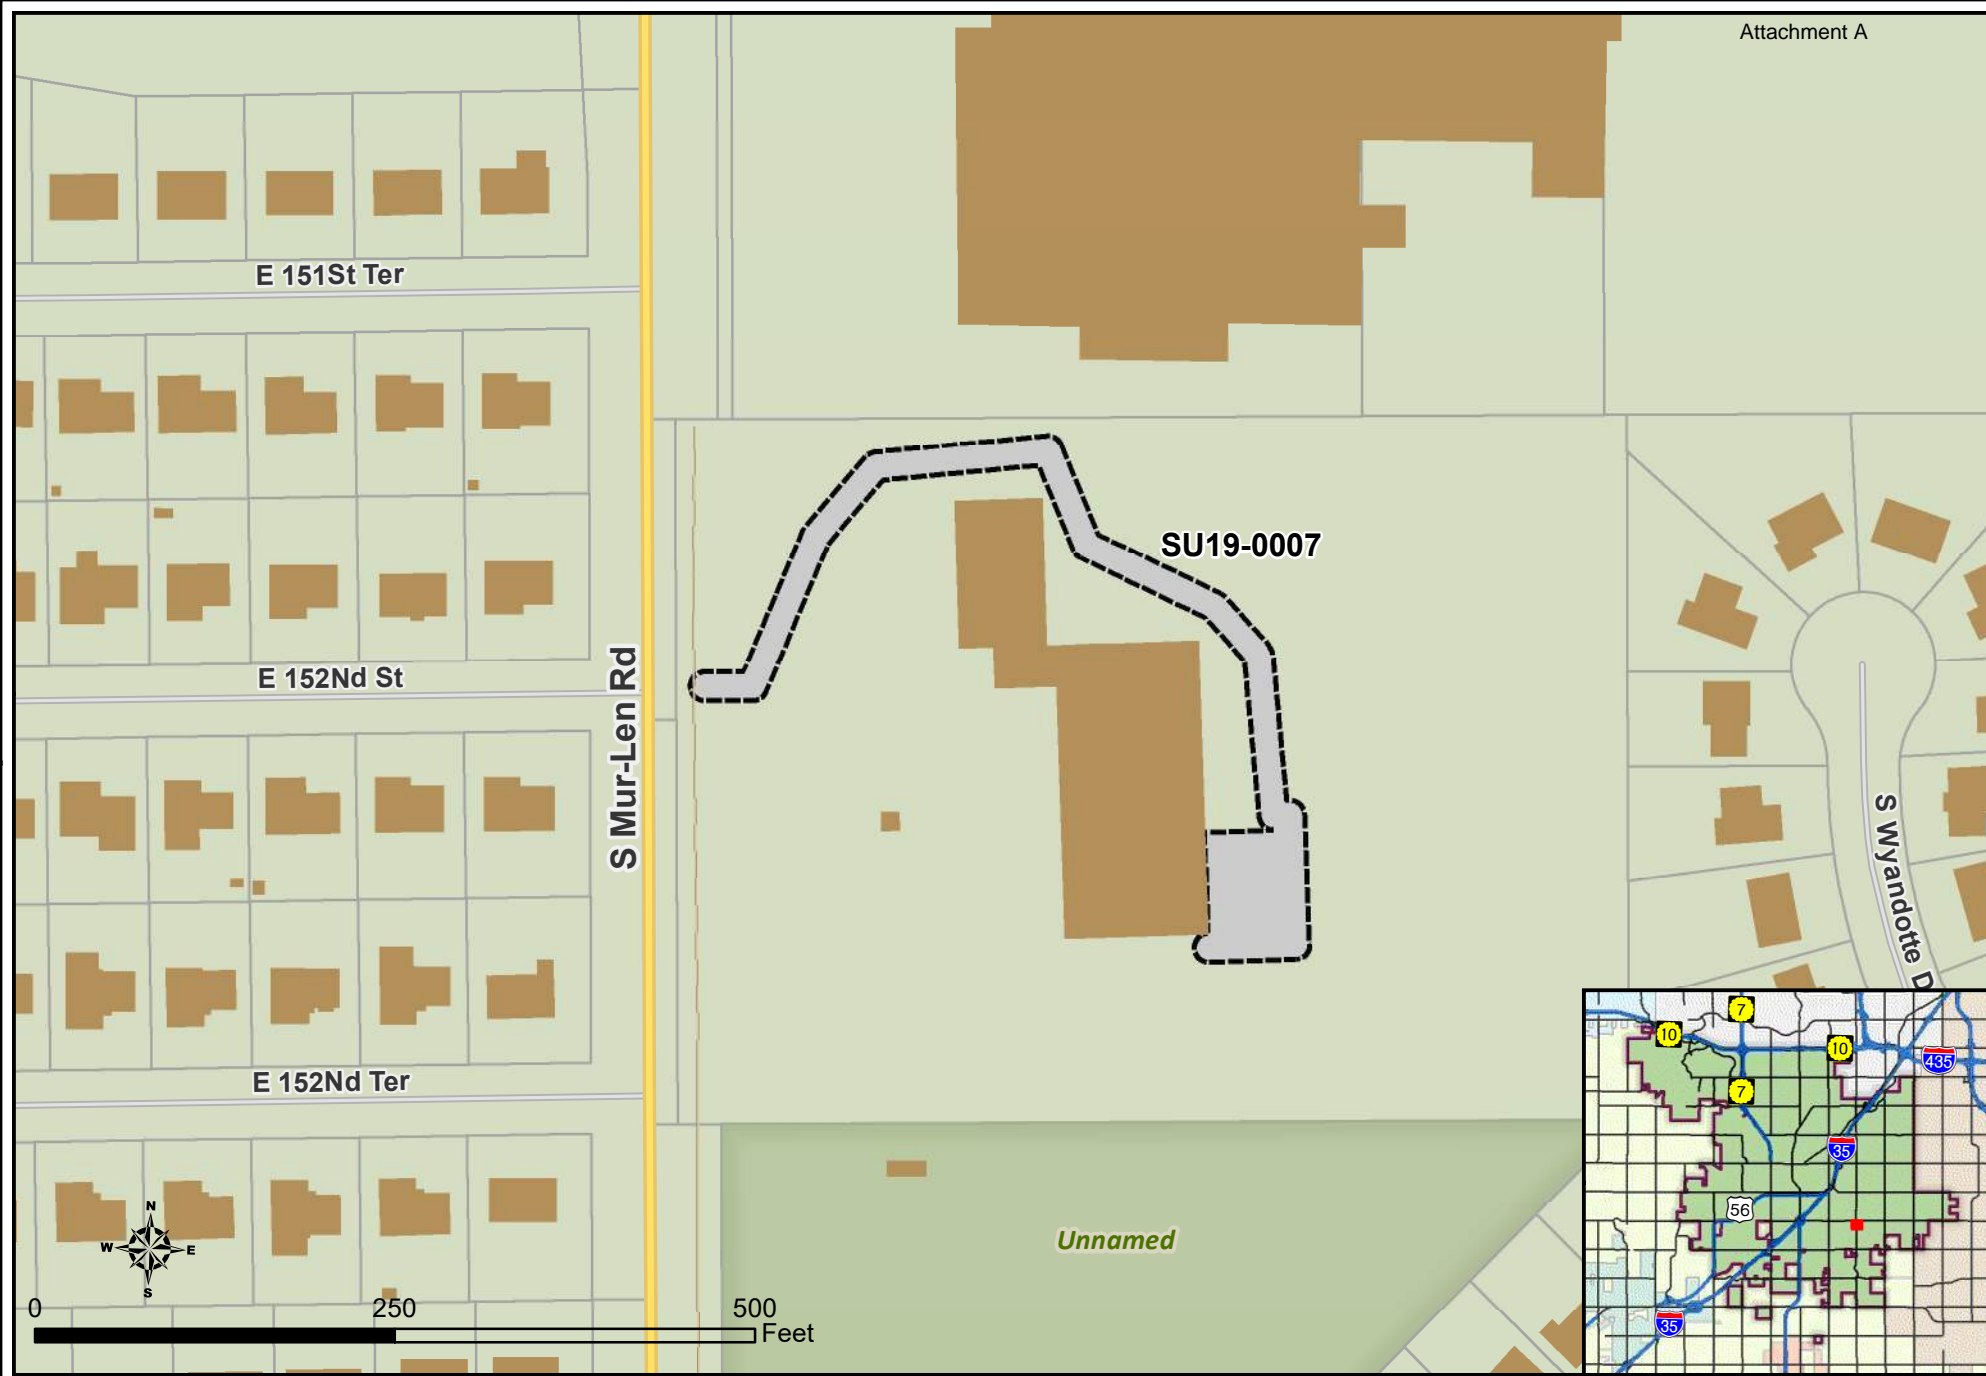 Attachment A
E 151St Ter
SU19-0007
E 152Nd St
S Mur-Len Rd
S Wyandotte D
E 152Nd Ter
Unnamed
N
W
E
S
0
250
500
Feet
7
10
10
435
7
35
56
35